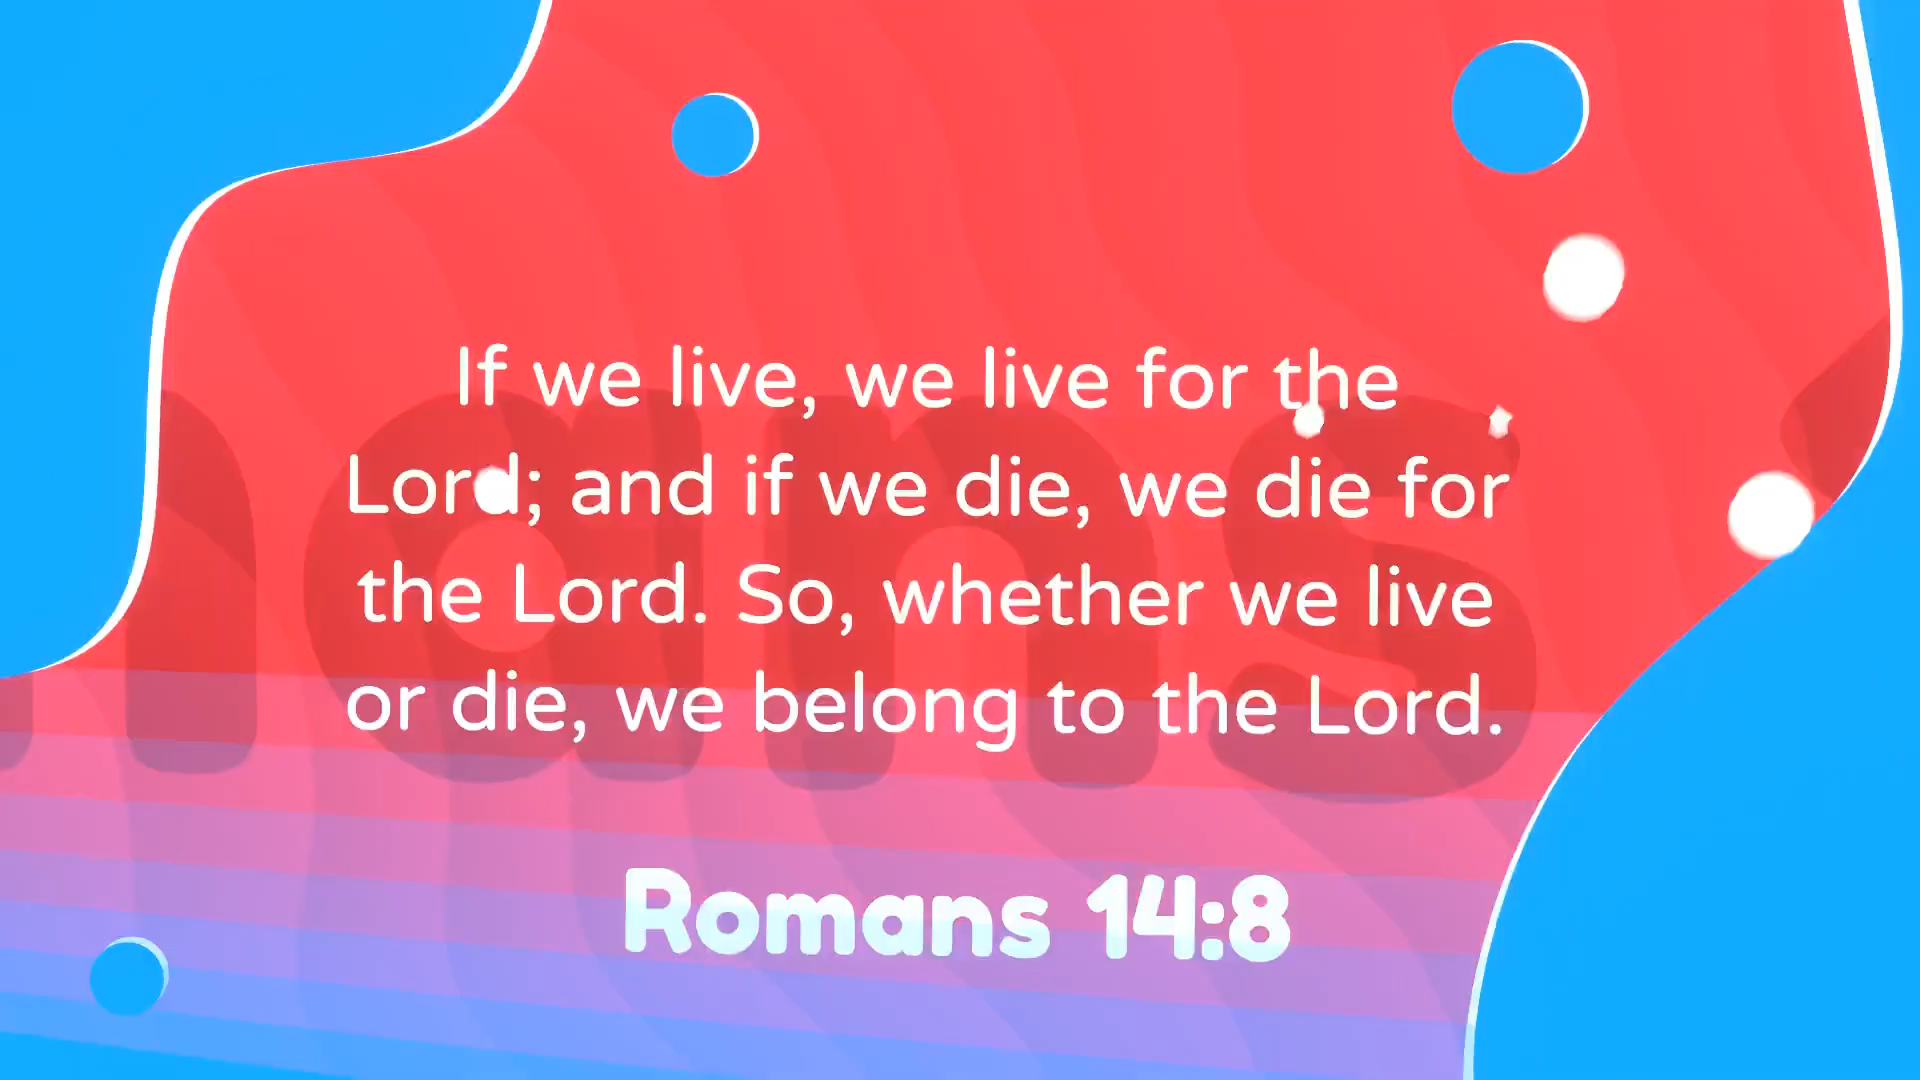 If we live, we live for the
Lord; and if we die, we die for
the Lord. So, whether we live
or die, we belong to the Lord.
Romans 14:8